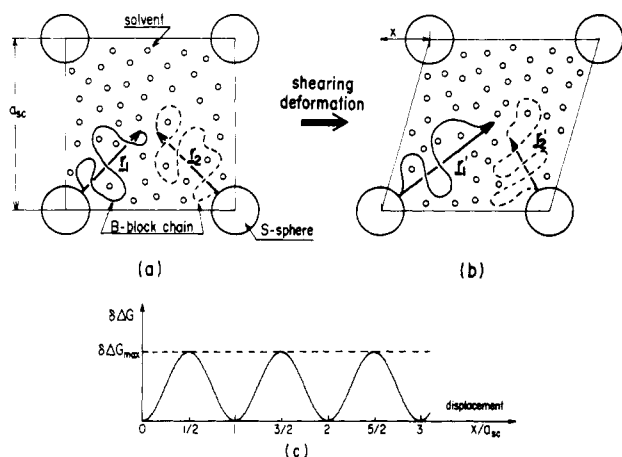 solvent
a_sc
r_1
r_2
B-block chain
S-sphere
(a)
shearing
deformation
x
r_1
r_2
(b)
δΔG
δΔG_max
0 1/2 1 3/2 2 5/2 3
displacement
x/a_sc
(c)